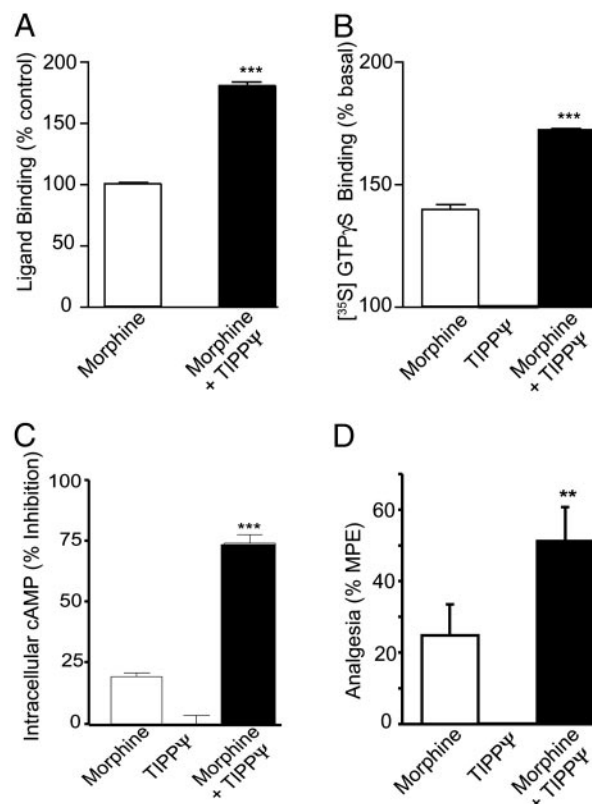 A
Ligand Binding (% control)
200
150
100
50
0
***
Morphine
Morphine
+ TIPPΨ
B
[³⁵S] GTPγS Binding (% basal)
200
150
100
***
Morphine
TIPPΨ
Morphine
+ TIPPΨ
C
Intracellular cAMP (% Inhibition)
100
75
50
25
0
***
Morphine
TIPPΨ
Morphine
+ TIPPΨ
D
Analgesia (% MPE)
60
40
20
0
**
Morphine
TIPPΨ
Morphine
+ TIPPΨ